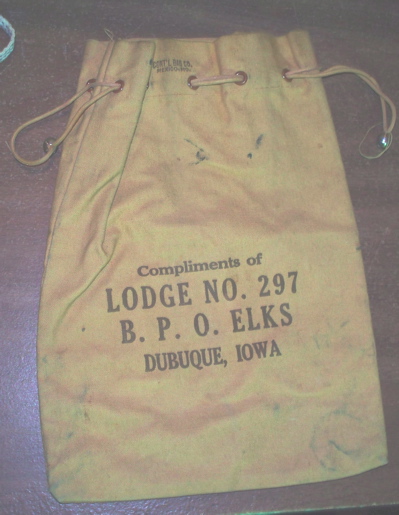 Compliments of
LODGE NO. 297
B. P. O. ELKS
DUBUQUE, IOWA